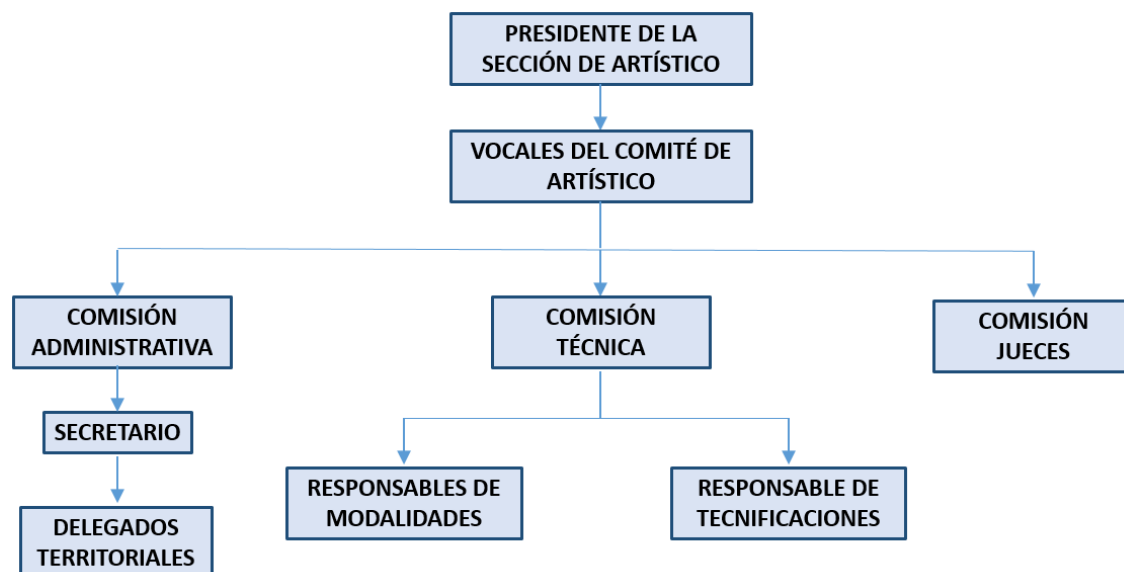 PRESIDENTE DE LA
SECCIÓN DE ARTÍSTICO
VOCALES DEL COMITÉ DE
ARTÍSTICO
COMISIÓN
ADMINISTRATIVA
COMISIÓN
TÉCNICA
COMISIÓN
JUECES
SECRETARIO
RESPONSABLES DE
MODALIDADES
RESPONSABLE DE
TECNIFICACIONES
DELEGADOS
TERRITORIALES